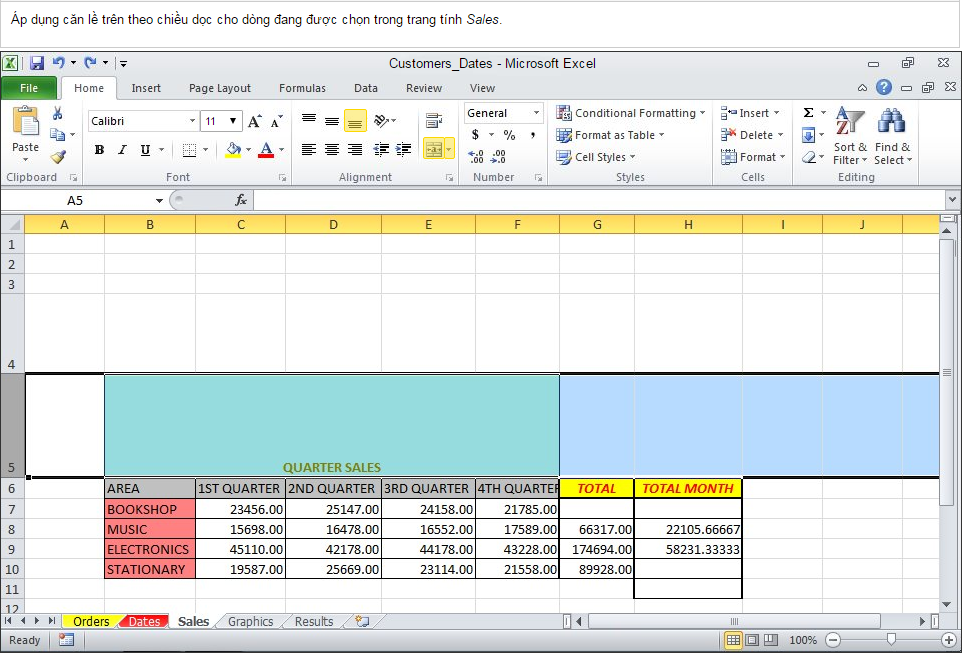 Áp dụng căn lề trên theo chiều dọc cho dòng đang được chọn trong trang tính Sales.
Customers_Dates - Microsoft Excel
File Home Insert Page Layout Formulas Data Review View
Paste
Calibri 11
General
$ % ,
Conditional Formatting
Format as Table
Cell Styles
Insert
Delete
Format
Σ
Sort & Filter
Find & Select
Clipboard Font Alignment Number Styles Cells Editing
A5 fx
A B C D E F G H I J
1
2
3
4
5 QUARTER SALES
6 AREA 1ST QUARTER 2ND QUARTER 3RD QUARTER 4TH QUARTER TOTAL TOTAL MONTH
7 BOOKSHOP 23456.00 25147.00 24158.00 21785.00
8 MUSIC 15698.00 16478.00 16552.00 17589.00 66317.00 22105.66667
9 ELECTRONICS 45110.00 42178.00 44178.00 43228.00 174694.00 58231.33333
10 STATIONARY 19587.00 25669.00 23114.00 21558.00 89928.00
11
12
Orders Dates Sales Graphics Results
Ready 100%